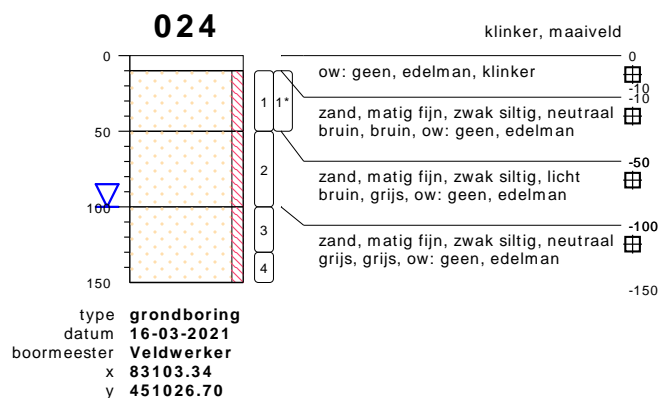 024
klinker, maaiveld
0
0
ow: geen, edelman, klinker
-10
-10
1
1*
zand, matig fijn, zwak siltig, neutraal
bruin, bruin, ow: geen, edelman
50
-50
2
zand, matig fijn, zwak siltig, licht
bruin, grijs, ow: geen, edelman
100
-100
3
zand, matig fijn, zwak siltig, neutraal
grijs, grijs, ow: geen, edelman
4
150
-150
type grondboring
datum 16-03-2021
boormeester Veldwerker
x 83103.34
y 451026.70